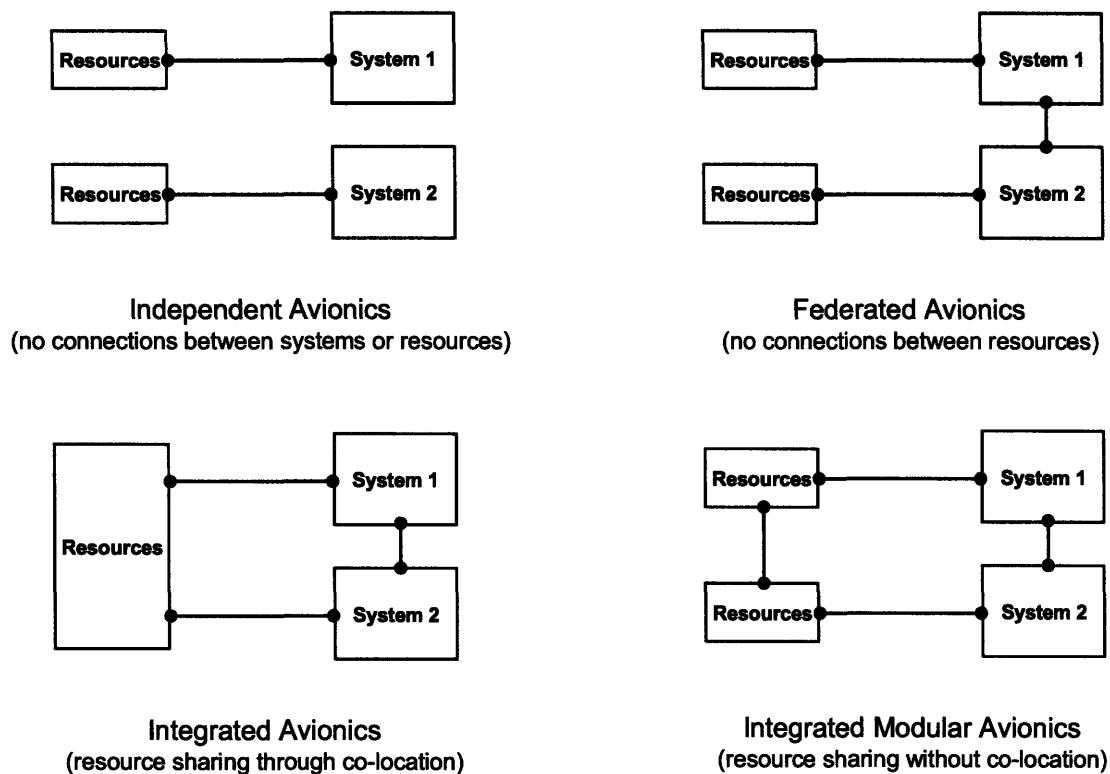 Resources
System 1
Resources
System 2
Independent Avionics
(no connections between systems or resources)
Resources
System 1
Resources
System 2
Federated Avionics
(no connections between resources)
Resources
System 1
System 2
Integrated Avionics
(resource sharing through co-location)
Resources
System 1
Resources
System 2
Integrated Modular Avionics
(resource sharing without co-location)